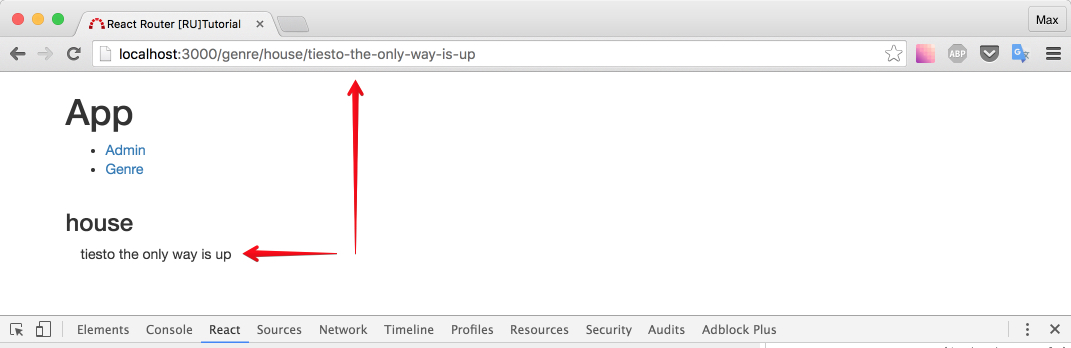 React Router [RU]Tutorial
Max
localhost:3000/genre/house/tiesto-the-only-way-is-up
ABP
App
Admin
Genre
house
tiesto the only way is up
Elements Console React Sources Network Timeline Profiles Resources Security Audits Adblock Plus